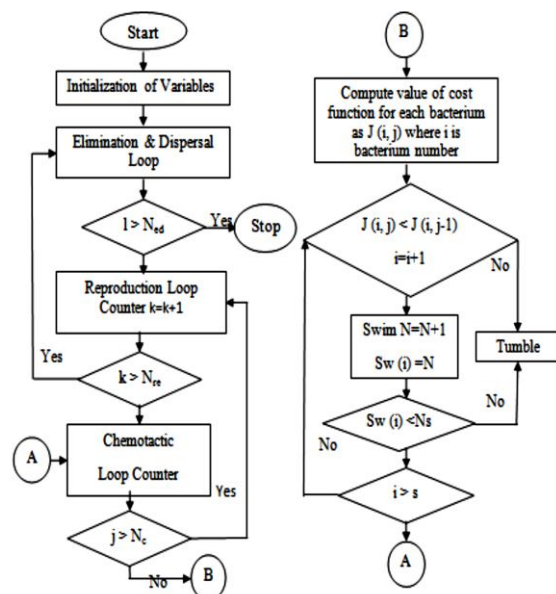 Start
Initialization of Variables
Elimination & Dispersal
Loop
l > Ned
Yes
Stop
Reproduction Loop
Counter k=k+1
Yes
k > Nre
A
Chemotactic
Loop Counter
Yes
j > Nc
No
B
B
Compute value of cost
function for each bacterium
as J (i, j) where i is
bacterium number
J (i, j) < J (i, j-1)
i=i+1
No
Swim N=N+1
Sw (i) =N
Tumble
No
Sw (i) <Ns
No
i > s
A